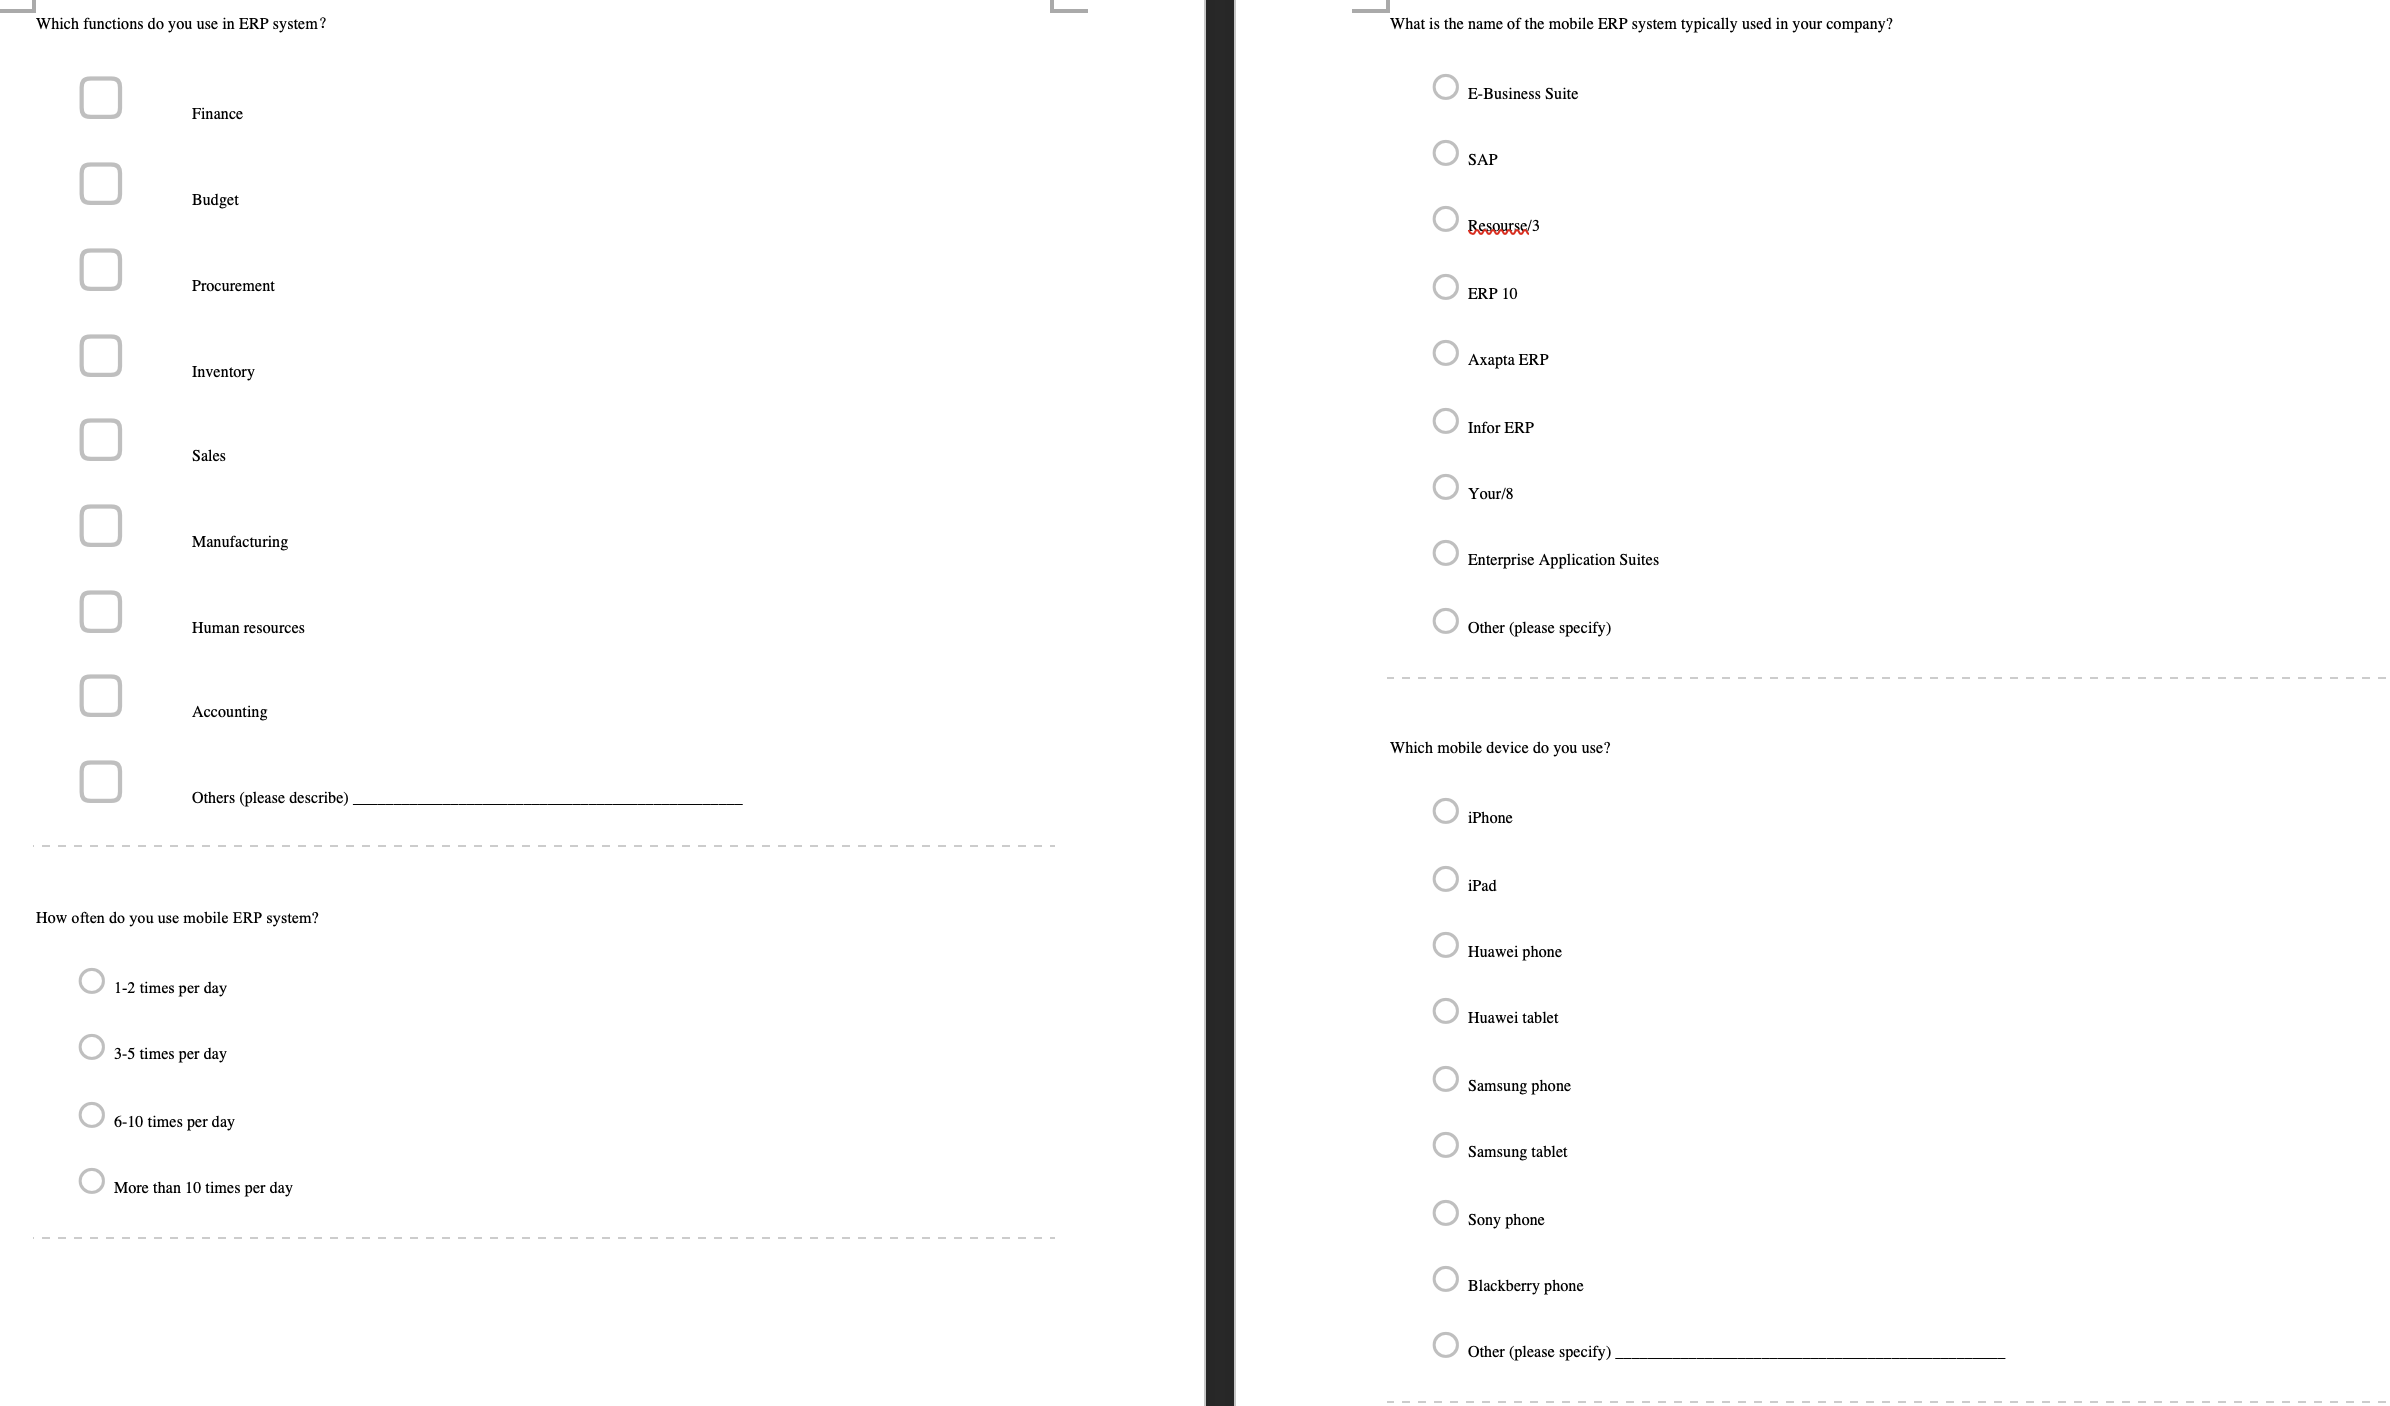 Which functions do you use in ERP system?
Finance
Budget
Procurement
Inventory
Sales
Manufacturing
Human resources
Accounting
Others (please describe) ________________________________________________
How often do you use mobile ERP system?
1-2 times per day
3-5 times per day
6-10 times per day
More than 10 times per day
What is the name of the mobile ERP system typically used in your company?
E-Business Suite
SAP
Resourse/3
ERP 10
Axapta ERP
Infor ERP
Your/8
Enterprise Application Suites
Other (please specify)
Which mobile device do you use?
iPhone
iPad
Huawei phone
Huawei tablet
Samsung phone
Samsung tablet
Sony phone
Blackberry phone
Other (please specify) ________________________________________________